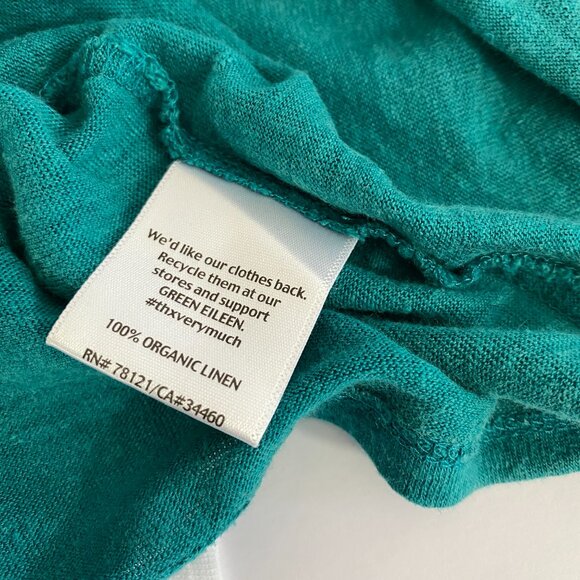 We'd like our clothes back.
Recycle them at our
stores and support
GREEN EILEEN.
#thxverymuch
100% ORGANIC LINEN
RN# 78121/CA#34460